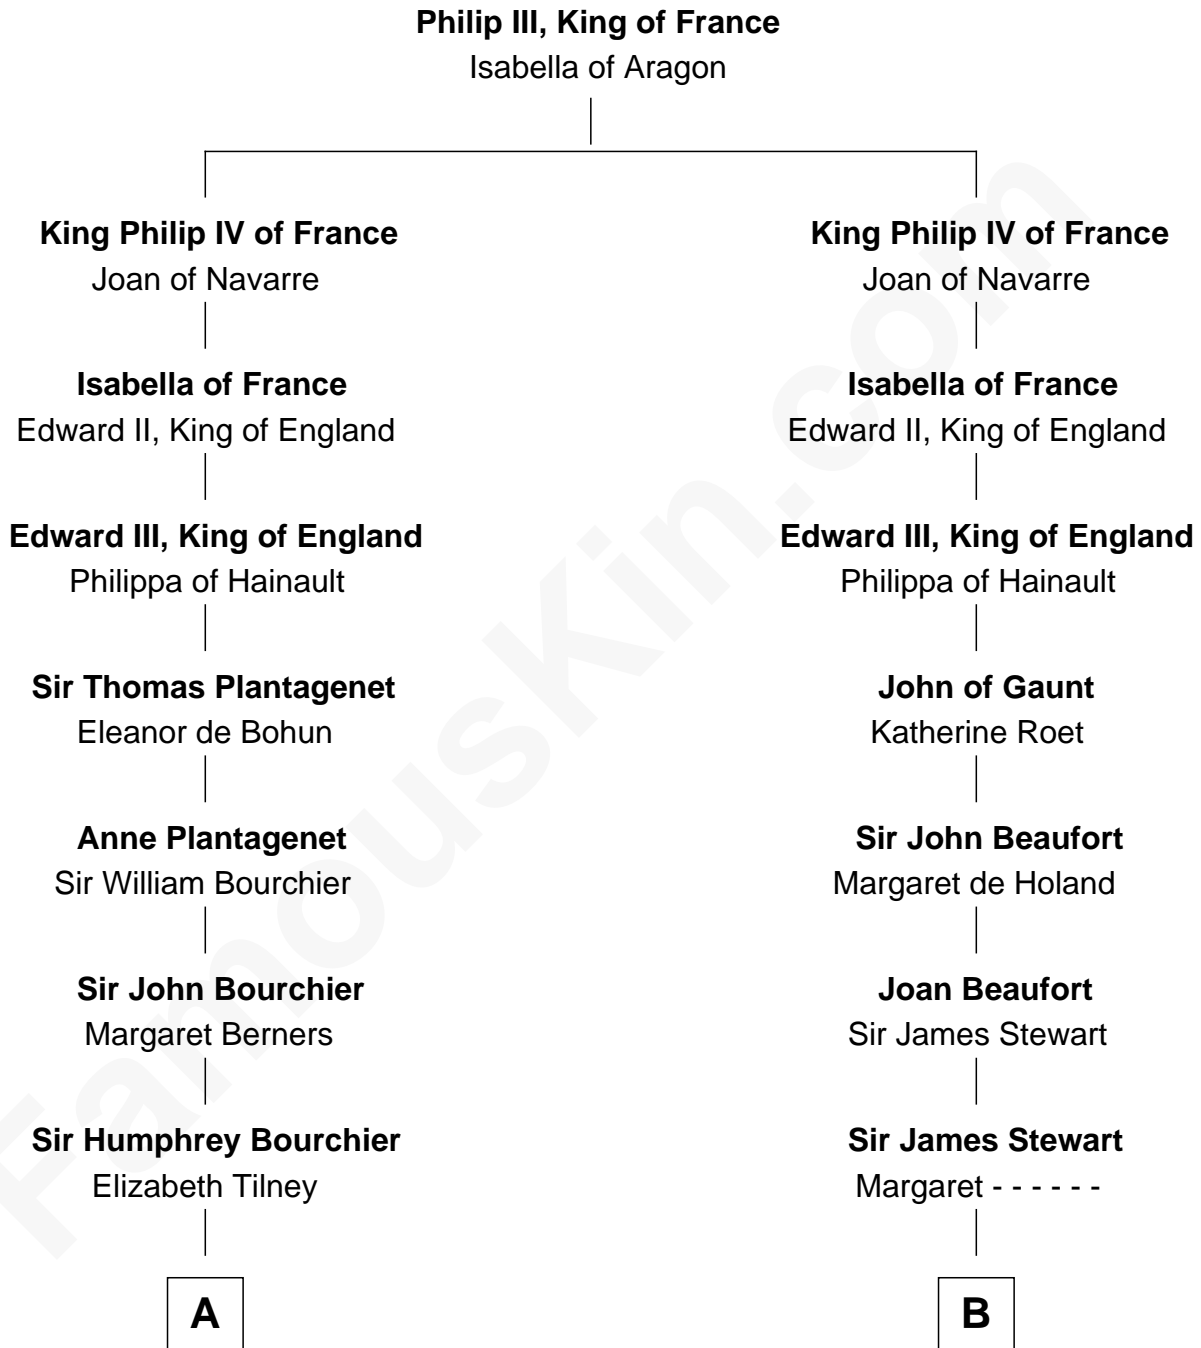 Philip III, King of France
Isabella of Aragon
King Philip IV of France
Joan of Navarre
King Philip IV of France
Joan of Navarre
Isabella of France
Edward II, King of England
Isabella of France
Edward II, King of England
Edward III, King of England
Philippa of Hainault
Edward III, King of England
Philippa of Hainault
Sir Thomas Plantagenet
Eleanor de Bohun
John of Gaunt
Katherine Roet
Anne Plantagenet
Sir William Bourchier
Sir John Beaufort
Margaret de Holand
Sir John Bourchier
Margaret Berners
Joan Beaufort
Sir James Stewart
Sir Humphrey Bourchier
Elizabeth Tilney
Sir James Stewart
Margaret - - - - - -
A
B
FamousKin.com